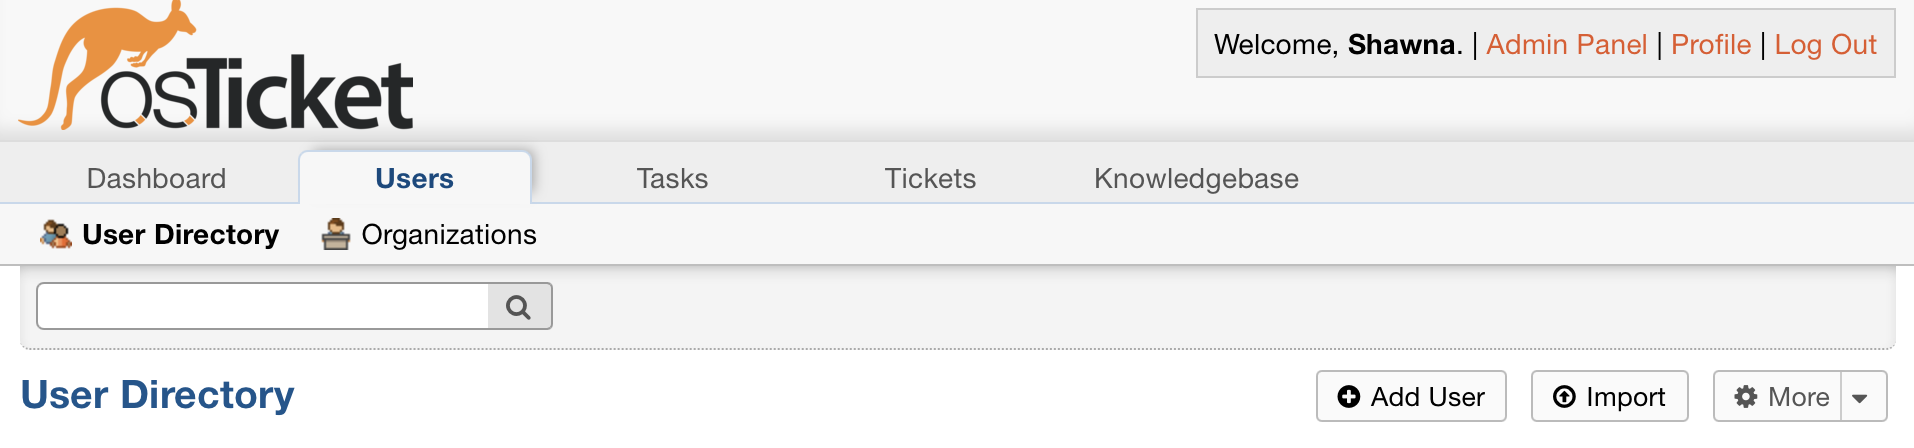 osTicket
Welcome, Shawna. | Admin Panel | Profile | Log Out
Dashboard Users Tasks Tickets Knowledgebase
User Directory Organizations
User Directory Add User Import More